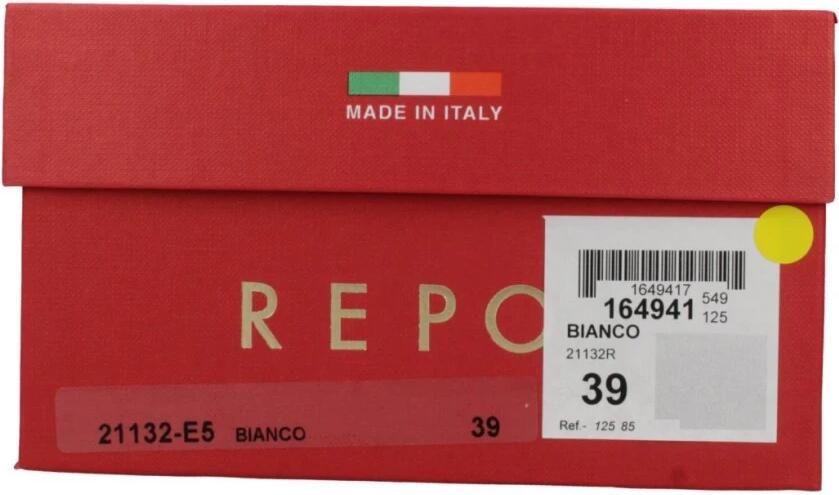 MADE IN ITALY
REPO
1649417
164941 549
125
BIANCO
21132R
39
Ref.- 125 85
21132-E5 BIANCO 39